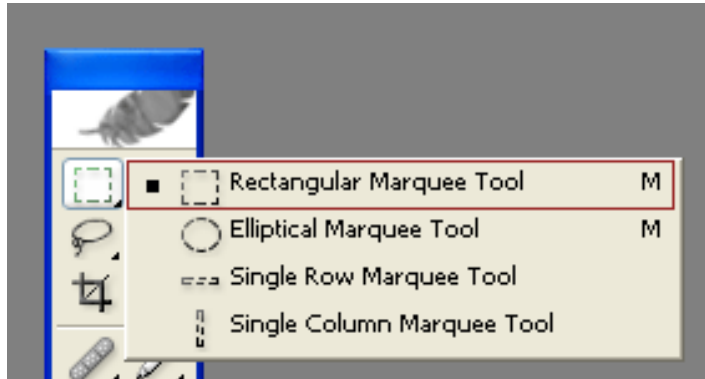 Rectangular Marquee Tool M
Elliptical Marquee Tool M
Single Row Marquee Tool
Single Column Marquee Tool